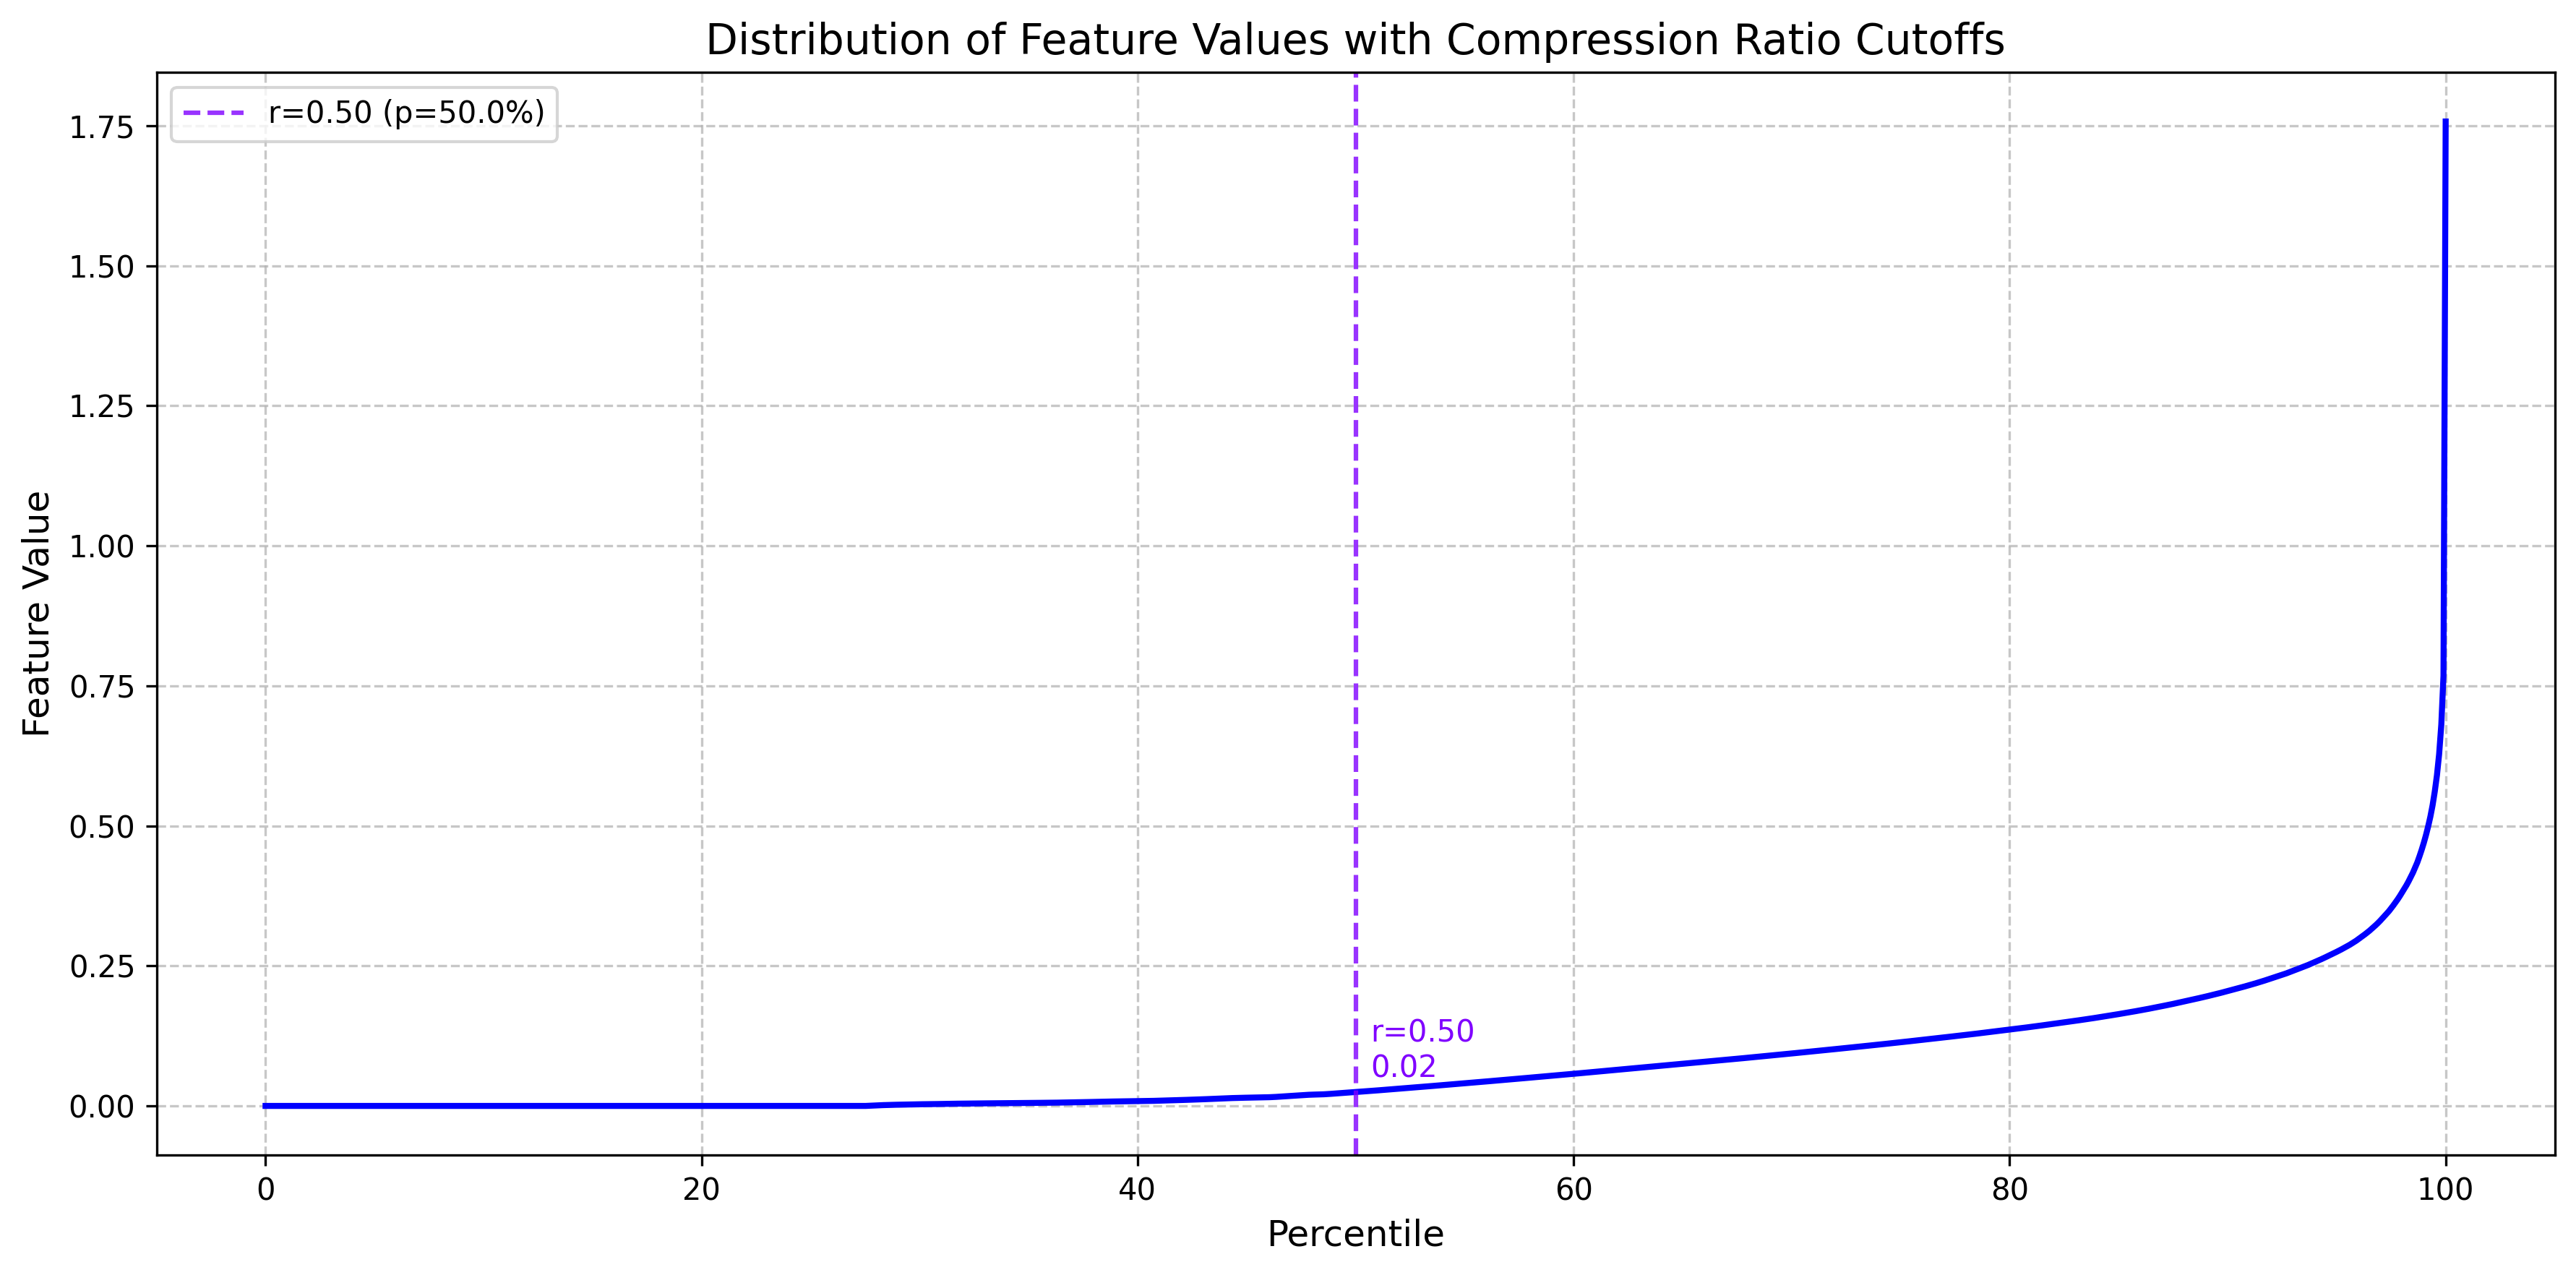 Distribution of Feature Values with Compression Ratio Cutoffs
r=0.50 (p=50.0%)
1.75
1.50
1.25
1.00
0.75
0.50
0.25
0.00
Feature Value
r=0.50
0.02
0 20 40 60 80 100
Percentile